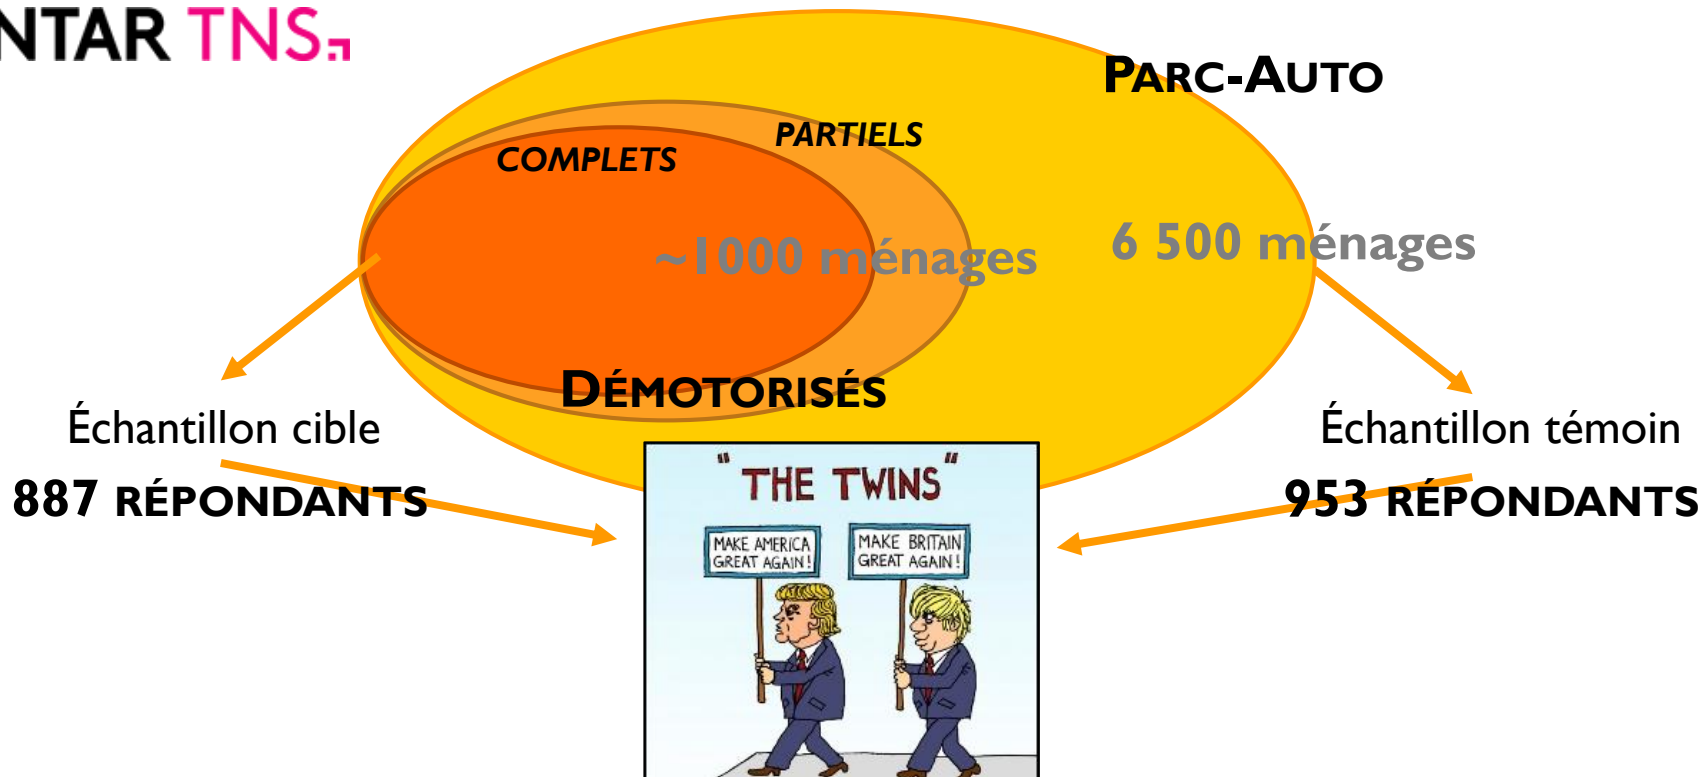 NTAR TNS
PARC-AUTO
PARTIELS
COMPLETS
~1000 ménages
6 500 ménages
DÉMOTORISÉS
Échantillon cible
887 RÉPONDANTS
Échantillon témoin
953 RÉPONDANTS
"THE TWINS"
MAKE AMERICA
GREAT AGAIN!
MAKE BRITAIN
GREAT AGAIN!